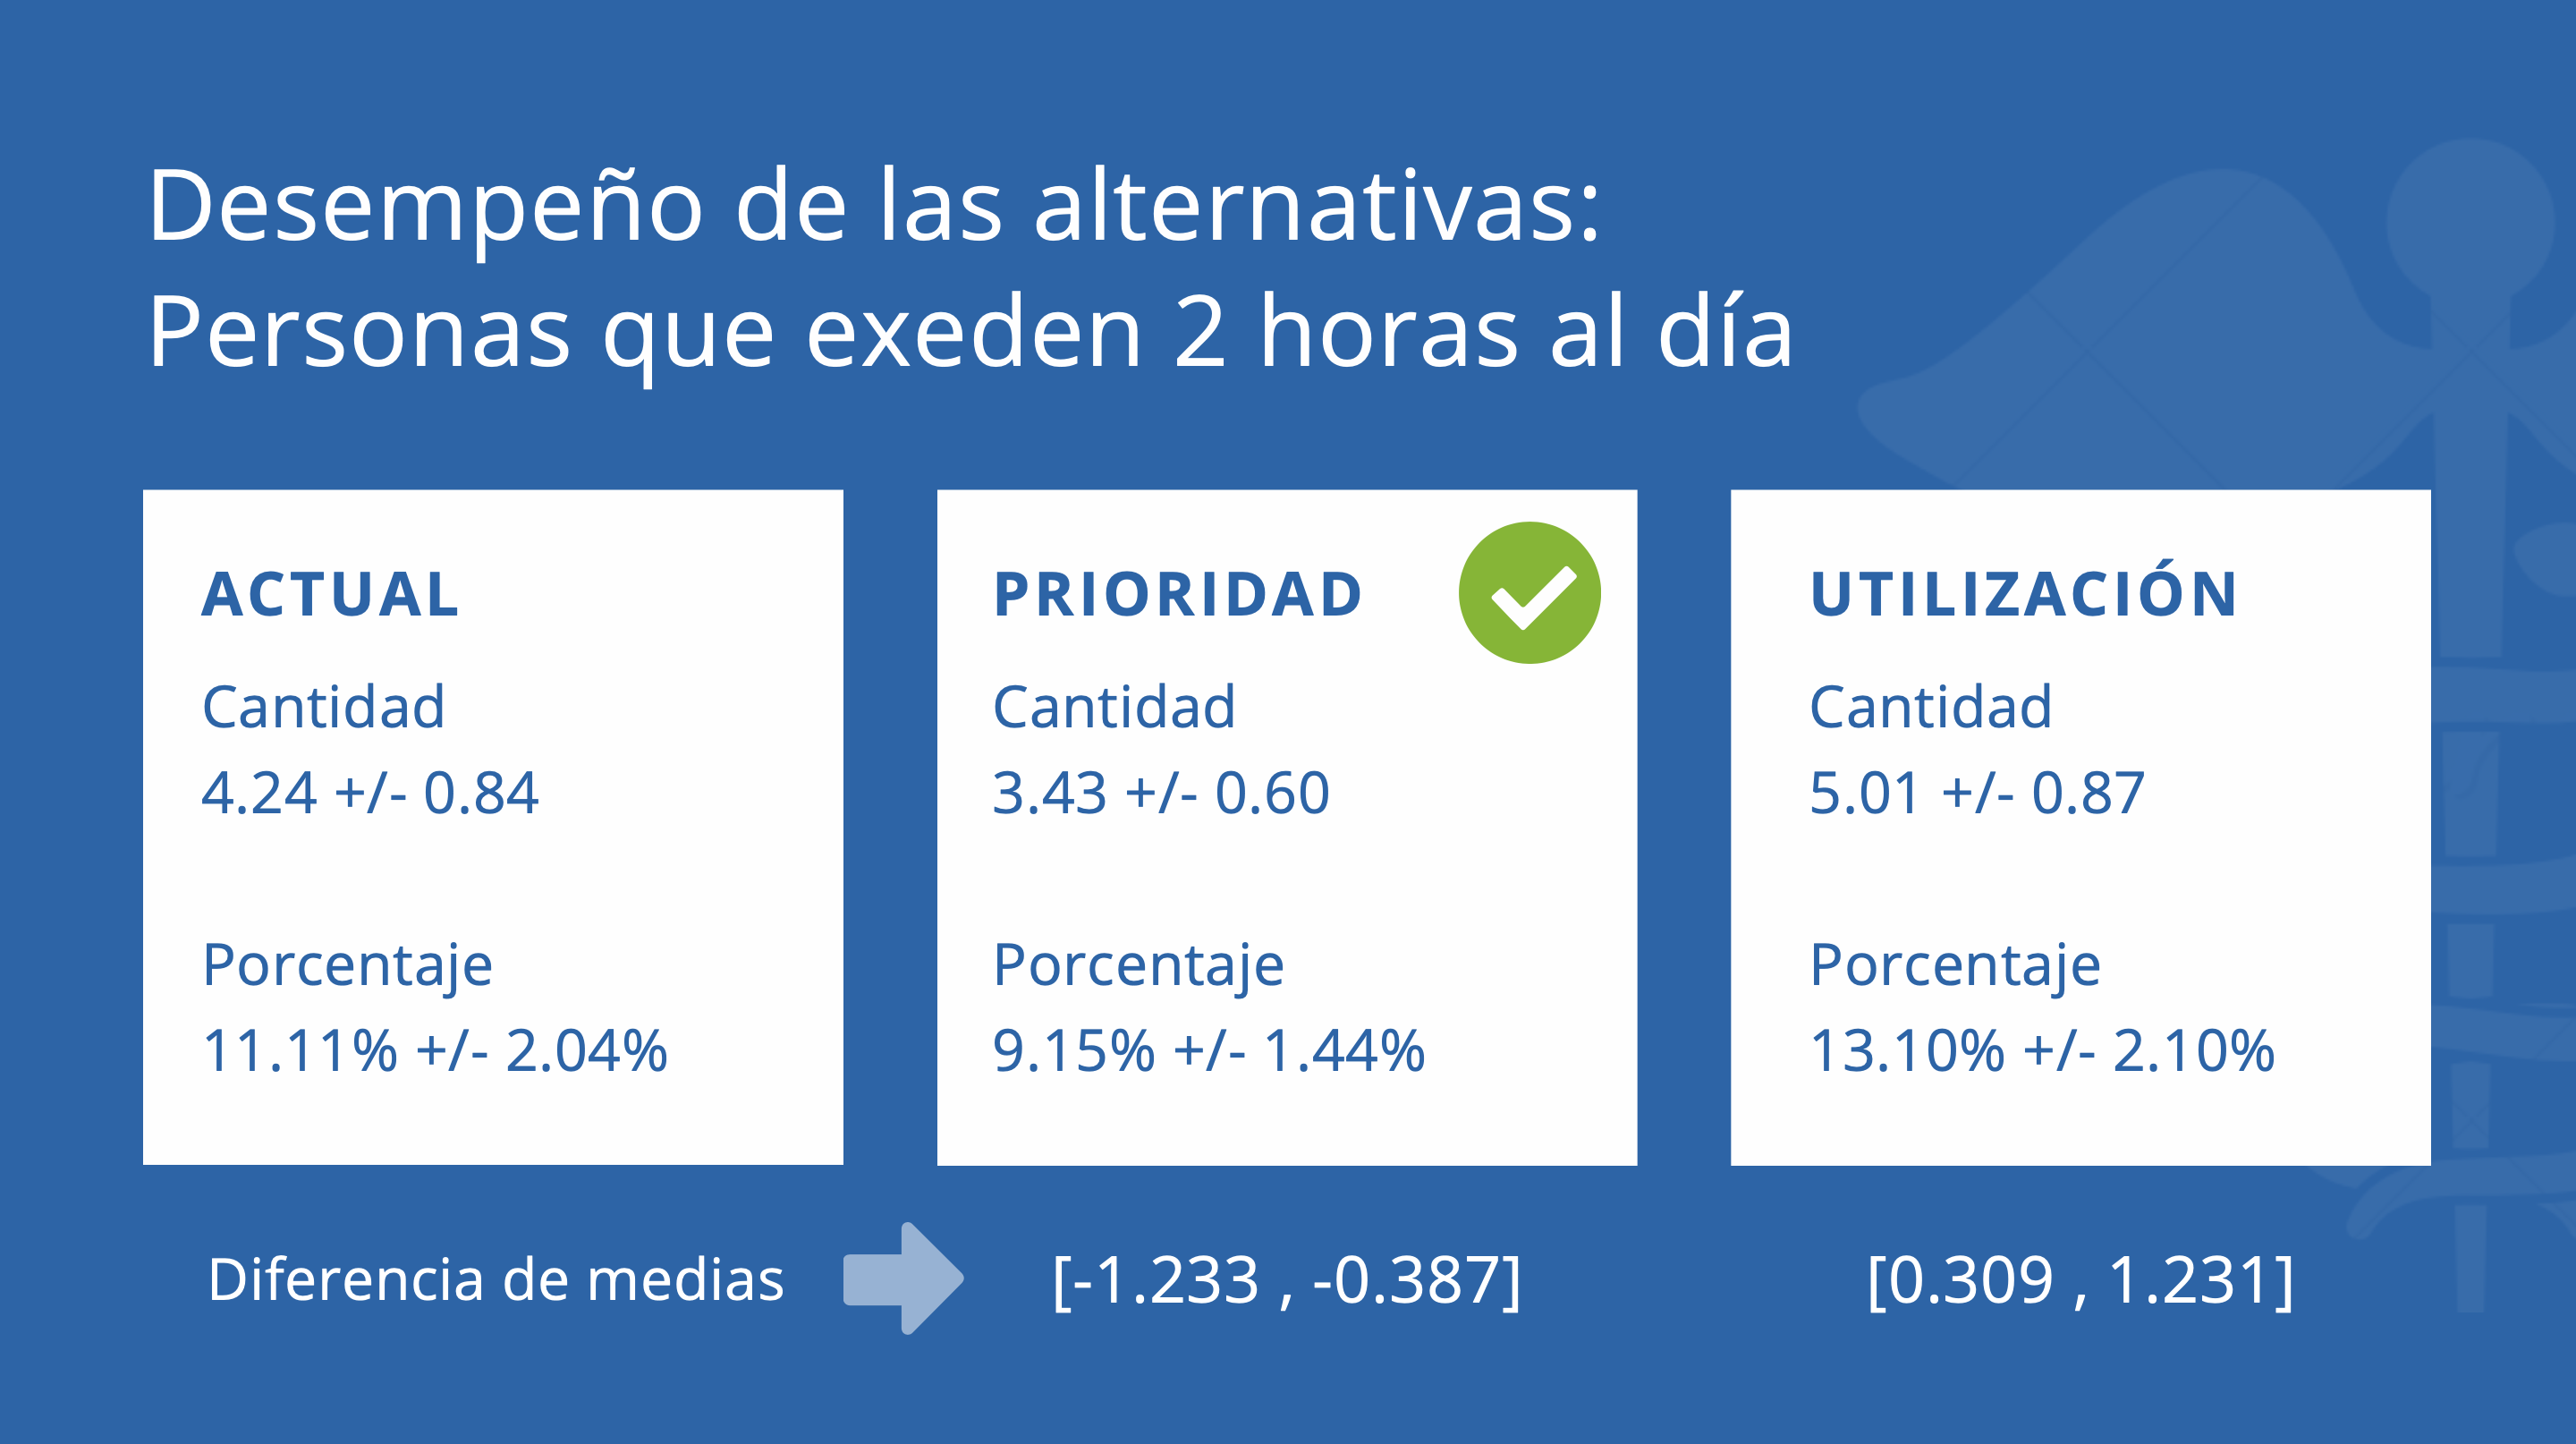 Desempeño de las alternativas:
Personas que exeden 2 horas al día
ACTUAL
Cantidad
4.24 +/- 0.84
Porcentaje
11.11% +/- 2.04%
PRIORIDAD
Cantidad
3.43 +/- 0.60
Porcentaje
9.15% +/- 1.44%
UTILIZACIÓN
Cantidad
5.01 +/- 0.87
Porcentaje
13.10% +/- 2.10%
Diferencia de medias
[-1.233 , -0.387]
[0.309 , 1.231]